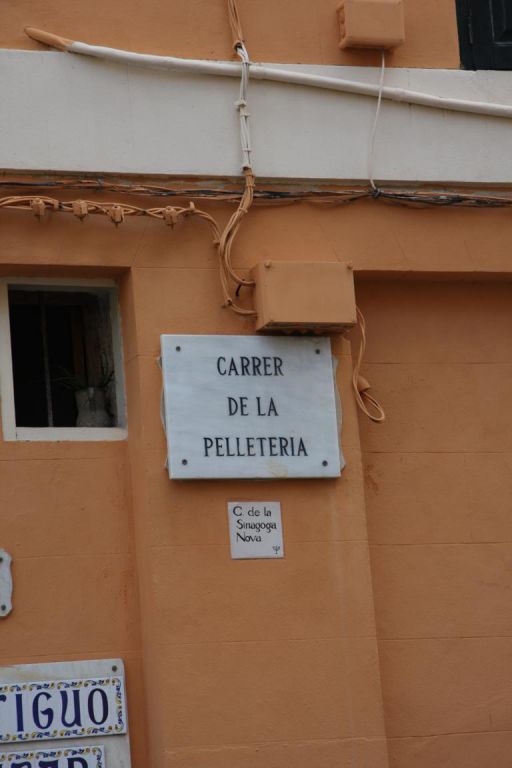 CARRER
DE LA
PELLETERIA
C. de la
Sinagoga
Nova
TIGUO